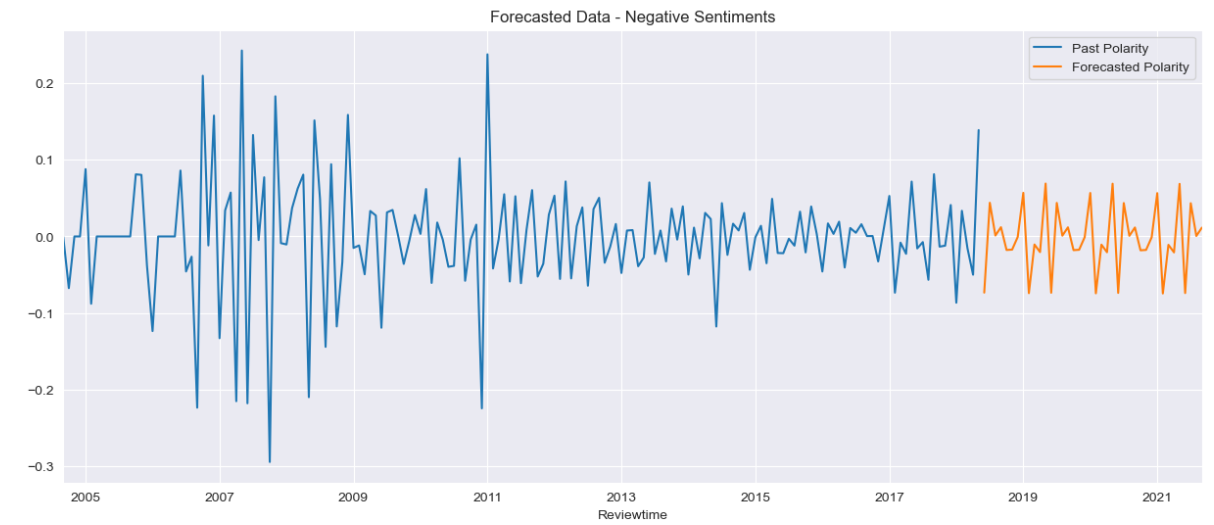 Forecasted Data - Negative Sentiments
Past Polarity
Forecasted Polarity
0.2
0.1
0.0
−0.1
−0.2
−0.3
2005 2007 2009 2011 2013 2015 2017 2019 2021
Reviewtime